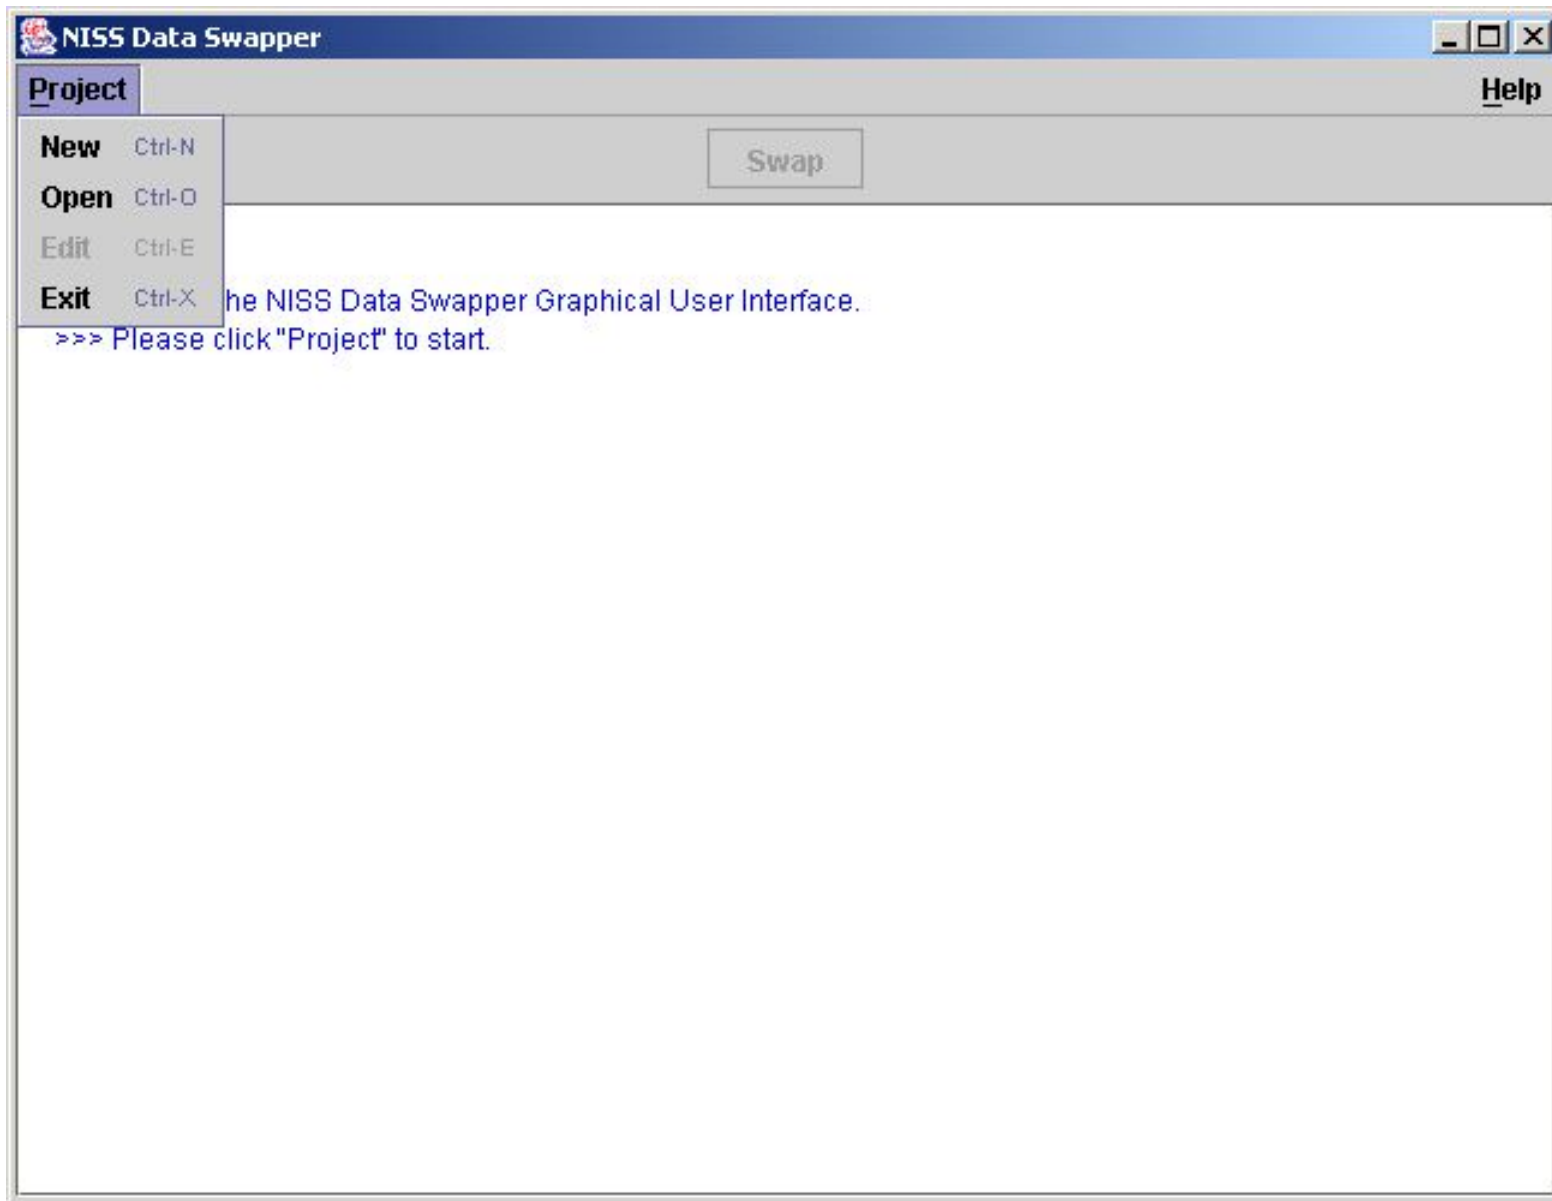 NISS Data Swapper
Project Help
New Ctrl-N
Swap
Open Ctrl-O
Edit Ctrl-E
Exit Ctrl-X
he NISS Data Swapper Graphical User Interface.
>>> Please click "Project" to start.